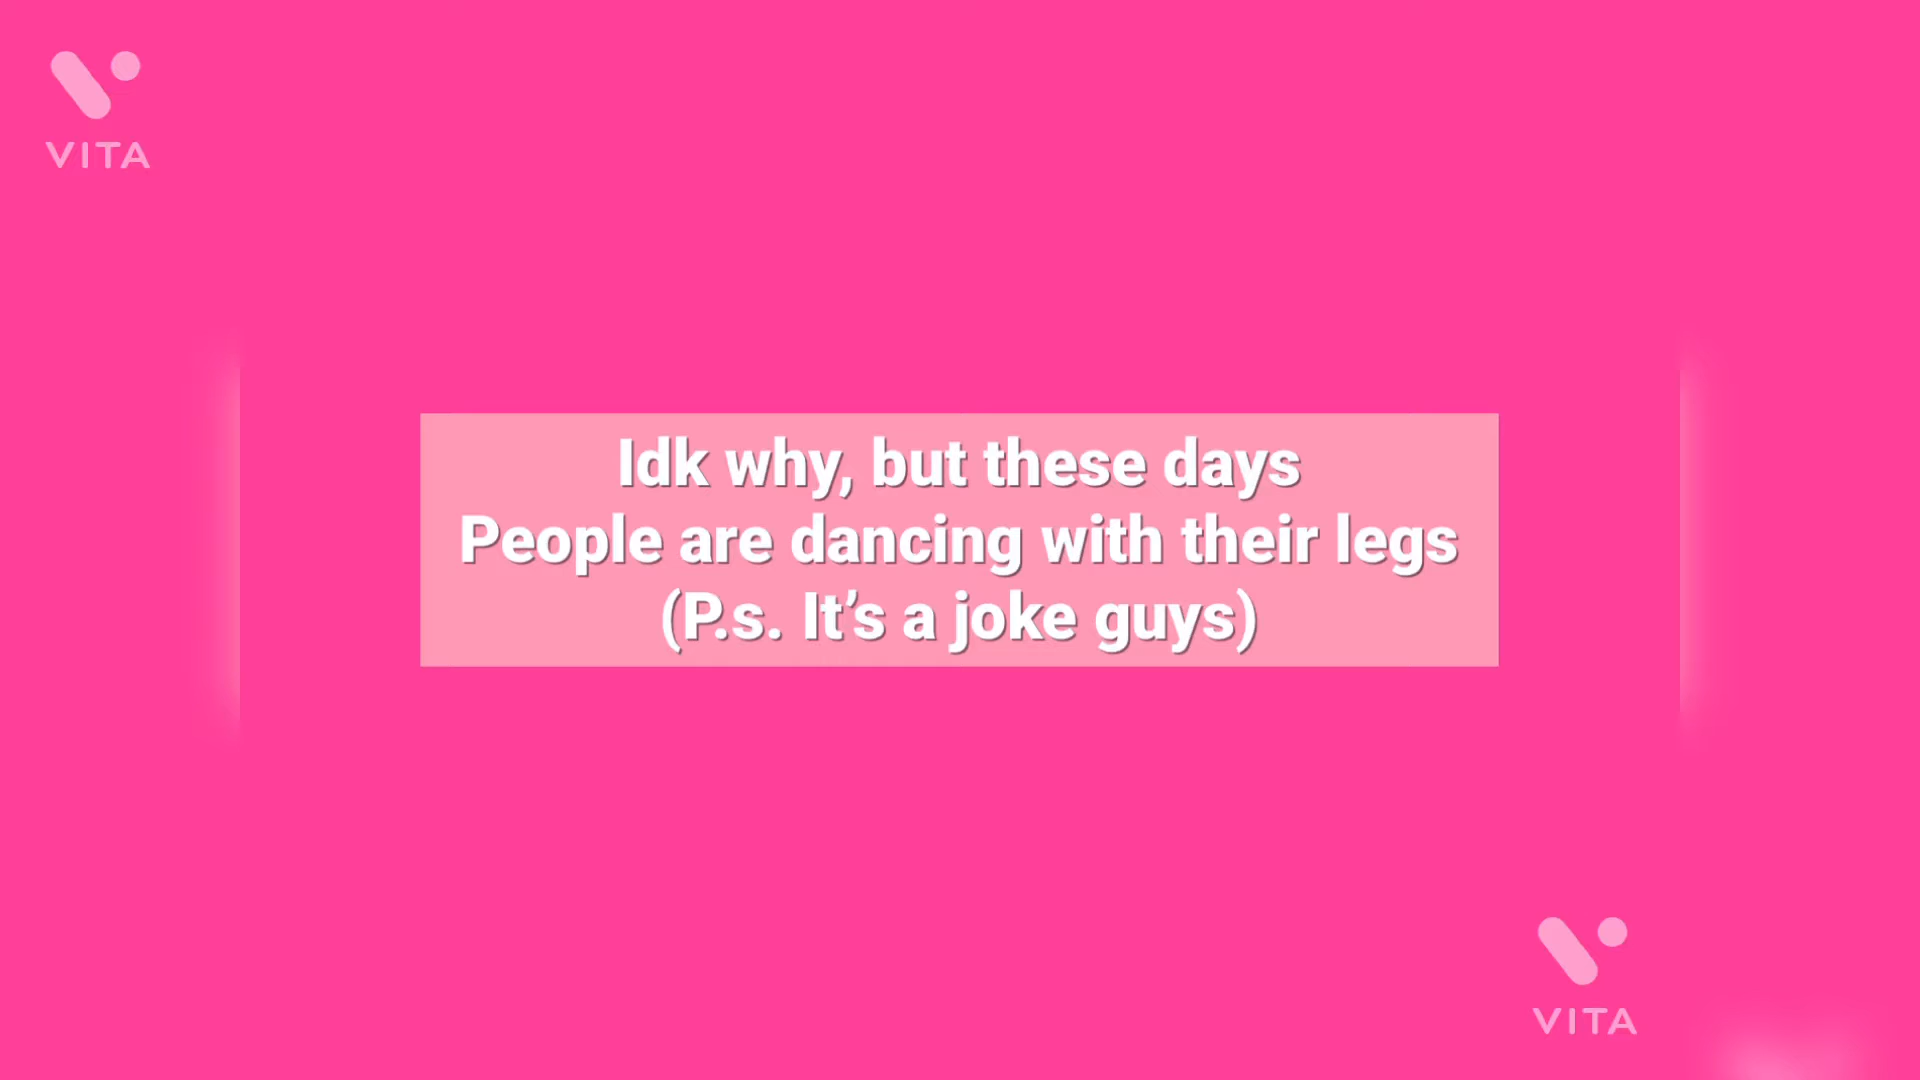 VITA
Idk why, but these days
People are dancing with their legs
(P.s. It’s a joke guys)
VITA